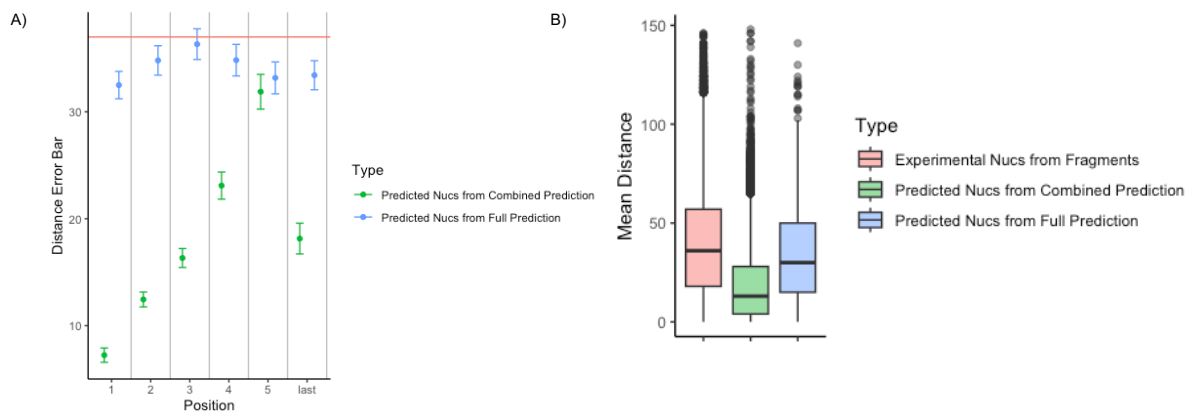 A)
Distance Error Bar
30
20
10
1 2 3 4 5 last
Position
Type
Predicted Nucs from Combined Prediction
Predicted Nucs from Full Prediction
B)
Mean Distance
150
100
50
0
Type
Experimental Nucs from Fragments
Predicted Nucs from Combined Prediction
Predicted Nucs from Full Prediction